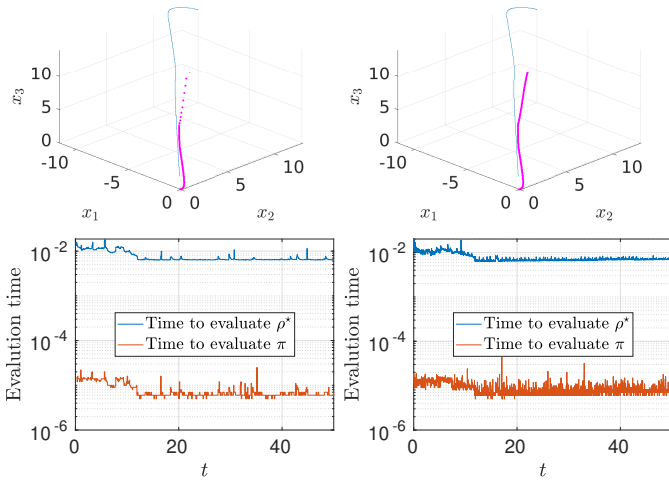 10
5
0
x₃
-10
-5
0
x₁
0
5
10
x₂
10
5
0
x₃
-10
-5
0
x₁
0
5
10
x₂
10⁻²
10⁻⁴
10⁻⁶
Evalution time
Time to evaluate ρ*
Time to evaluate π
0
20
40
t
10⁻²
10⁻⁴
10⁻⁶
Evalution time
Time to evaluate ρ*
Time to evaluate π
0
20
40
t